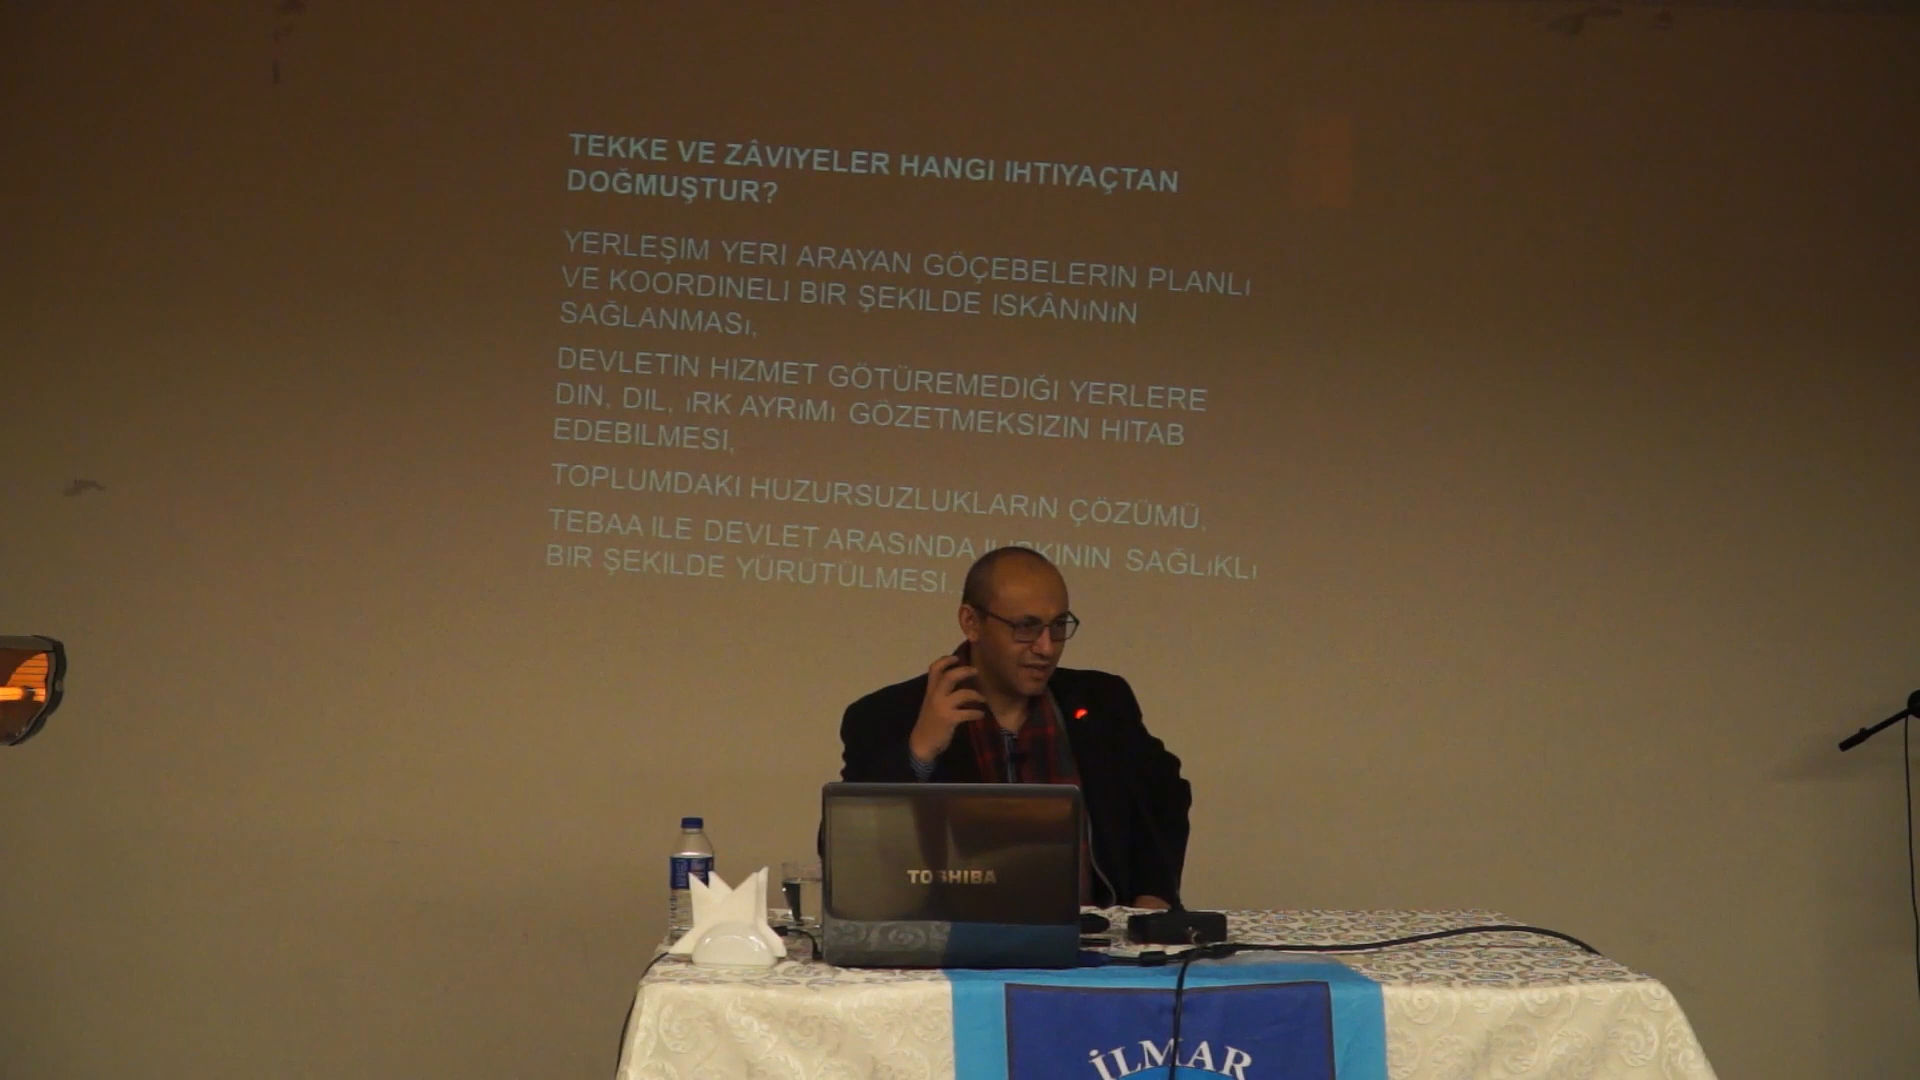 TEKKE VE ZÂVIYELER HANGI IHTIYAÇTAN
DOĞMUŞTUR?
YERLEŞIM YERI ARAYAN GÖÇEBELERIN PLANLı
VE KOORDINELI BIR ŞEKILDE ISKÂNıNıN
SAĞLANMASı,
DEVLETIN HIZMET GÖTÜREMEDIĞI YERLERE
DIN, DIL, ıRK AYRıMı GÖZETMEKSIZIN HITAB
EDEBILMESI,
TOPLUMDAKI HUZURSUZLUKLARıN ÇÖZÜMÜ,
TEBAA ILE DEVLET ARASıNDA SAĞLıKLı
BIR ŞEKILDE YÜRÜTÜLMESI.
TOSHIBA
İLMAR